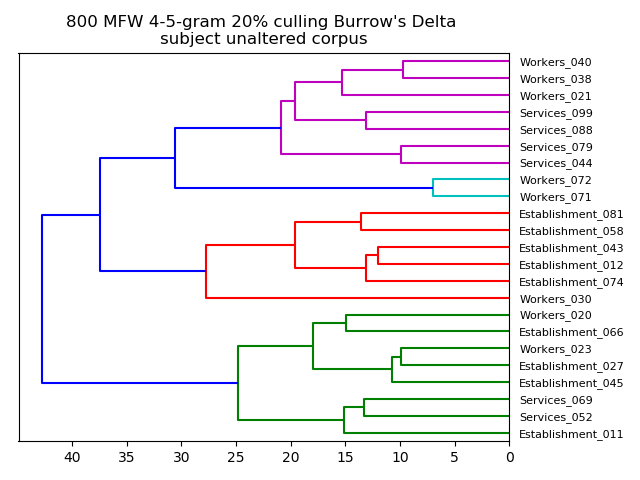 800 MFW 4-5-gram 20% culling Burrow's Delta
subject unaltered corpus
Workers_040
Workers_038
Workers_021
Services_099
Services_088
Services_079
Services_044
Workers_072
Workers_071
Establishment_081
Establishment_058
Establishment_043
Establishment_012
Establishment_074
Workers_030
Workers_020
Establishment_066
Workers_023
Establishment_027
Establishment_045
Services_069
Services_052
Establishment_011
40 35 30 25 20 15 10 5 0